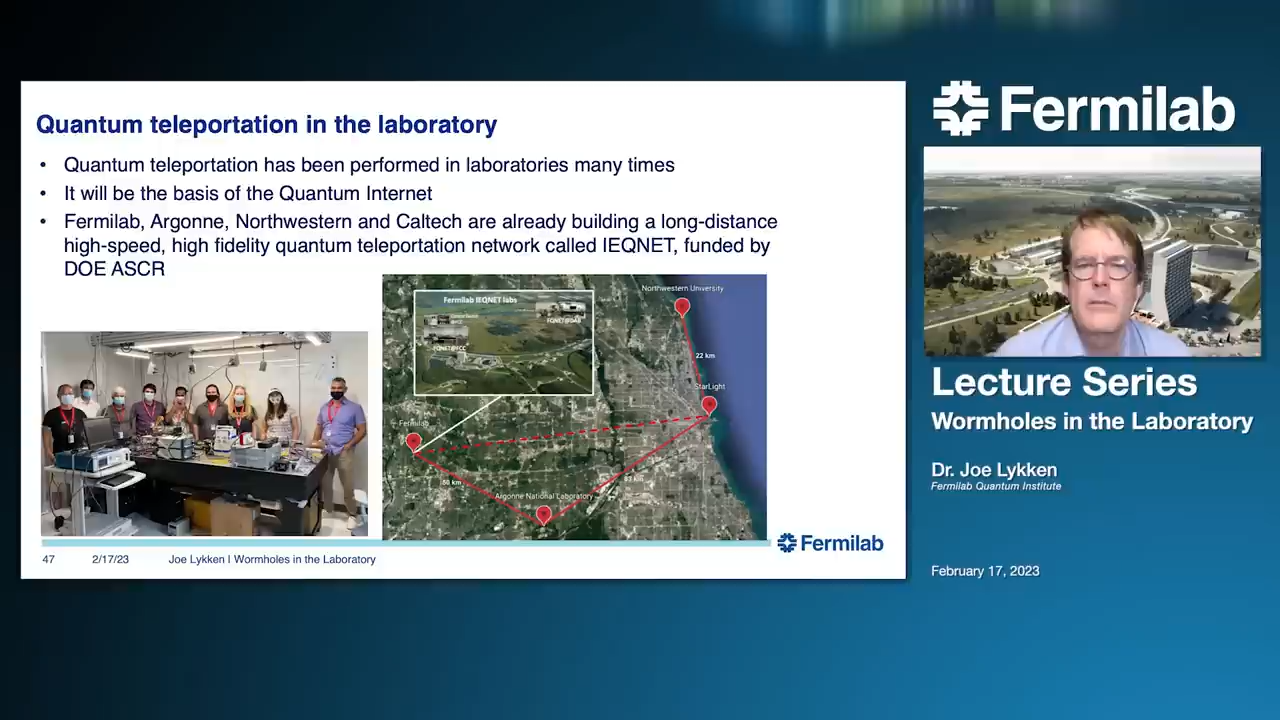 Quantum teleportation in the laboratory
• Quantum teleportation has been performed in laboratories many times
• It will be the basis of the Quantum Internet
• Fermilab, Argonne, Northwestern and Caltech are already building a long-distance
high-speed, high fidelity quantum teleportation network called IEQNET, funded by
DOE ASCR
Fermilab IEQNET labs
Northwestern University
22 km
StarLight
Fermilab
50 km
Argonne National Laboratory
Fermilab
47 2/17/23 Joe Lykken | Wormholes in the Laboratory
Fermilab
Lecture Series
Wormholes in the Laboratory
Dr. Joe Lykken
Fermilab Quantum Institute
February 17, 2023